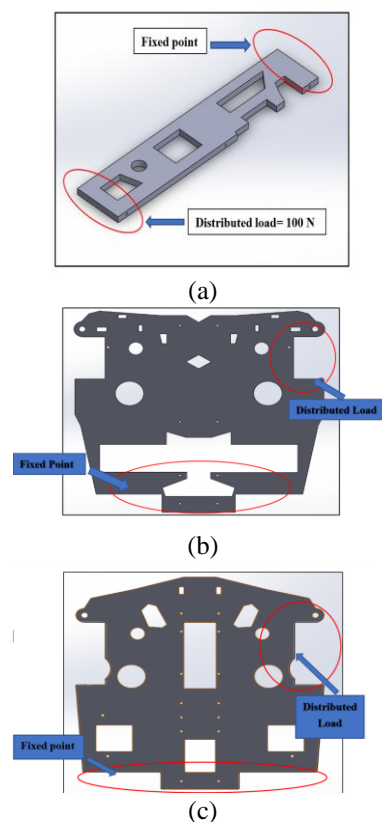 Fixed point
Distributed load= 100 N
(a)
Distributed Load
Fixed Point
(b)
Distributed
Load
Fixed point
(c)